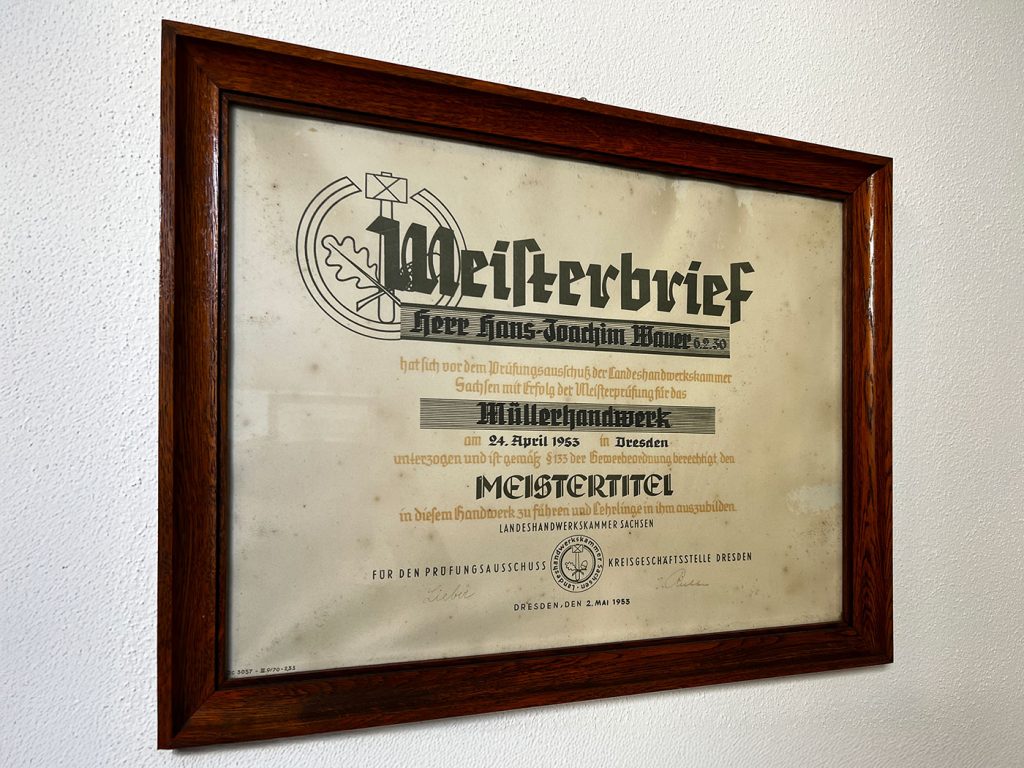 Meisterbrief
Herr Hans-Joachim Wauer 6.2.30
hat sich vor dem Prüfungsausschuß der Landeshandwerkskammer
Sachsen mit Erfolg der Meisterprüfung für das
Müllerhandwerk
am 24. April 1953 in Dresden
unterzogen und ist gemäß § 133 der Gewerbeordnung berechtigt den
MEISTERTITEL
in diesem Handwerk zu führen und Lehrlinge in ihm auszubilden.
LANDESHANDWERKSKAMMER SACHSEN
FÜR DEN PRÜFUNGSAUSSCHUSS
Landeshandwerkskammer Sachsen
KREISGESCHÄFTSSTELLE DRESDEN
DRESDEN, DEN 2. MAI 1953